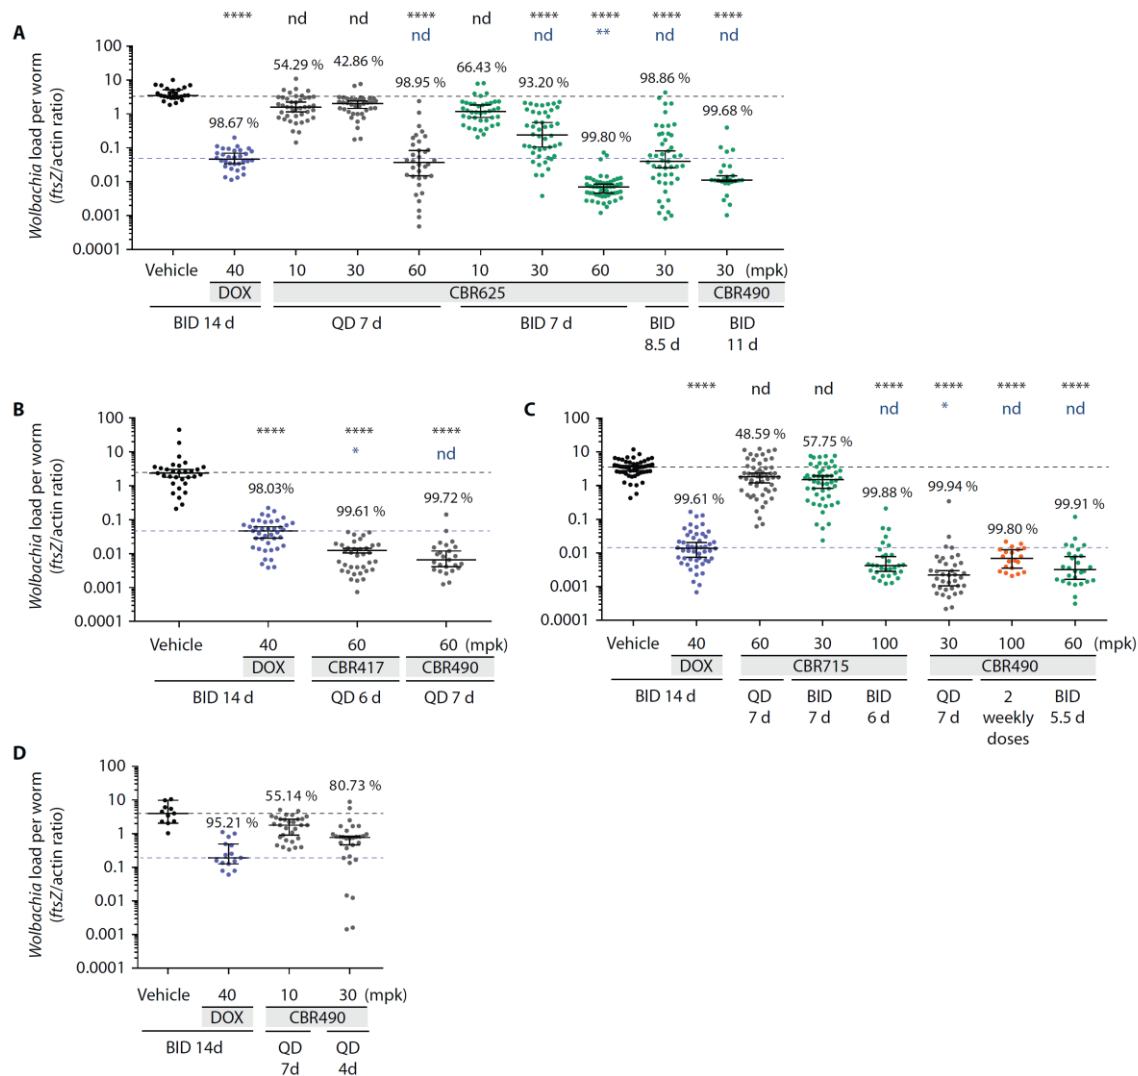 A
**** nd nd **** nd **** **** **** ****
nd nd ** nd nd
Wolbachia load per worm
(ftsZ/actin ratio)
100
10
1
0.1
0.01
0.001
0.0001
98.67 % 54.29 % 42.86 % 98.95 % 66.43 % 93.20 % 99.80 % 98.86 % 99.68 %
Vehicle 40 10 30 60 10 30 60 30 30 (mpk)
DOX CBR625 CBR490
BID 14 d QD 7 d BID 7 d BID BID
8.5 d 11 d
B
**** **** ****
* nd
Wolbachia load per worm
(ftsZ/actin ratio)
100
10
1
0.1
0.01
0.001
0.0001
98.03% 99.61 % 99.72 %
Vehicle 40 60 60 (mpk)
DOX CBR417 CBR490
BID 14 d QD 6 d QD 7 d
C
**** nd nd **** **** **** ****
nd * nd nd
100
10
1
0.1
0.01
0.001
0.0001
99.61 % 48.59 % 57.75 % 99.88 % 99.94 % 99.80 % 99.91 %
Vehicle 40 60 30 100 30 100 60 (mpk)
DOX CBR715 CBR490
BID 14 d QD BID BID QD 2 BID
7 d 7 d 6 d 7 d weekly 5.5 d
doses
D
Wolbachia load per worm
(ftsZ/actin ratio)
100
10
1
0.1
0.01
0.001
0.0001
95.21 % 55.14 % 80.73 %
Vehicle 40 10 30 (mpk)
DOX CBR490
BID 14d QD QD
7d 4d